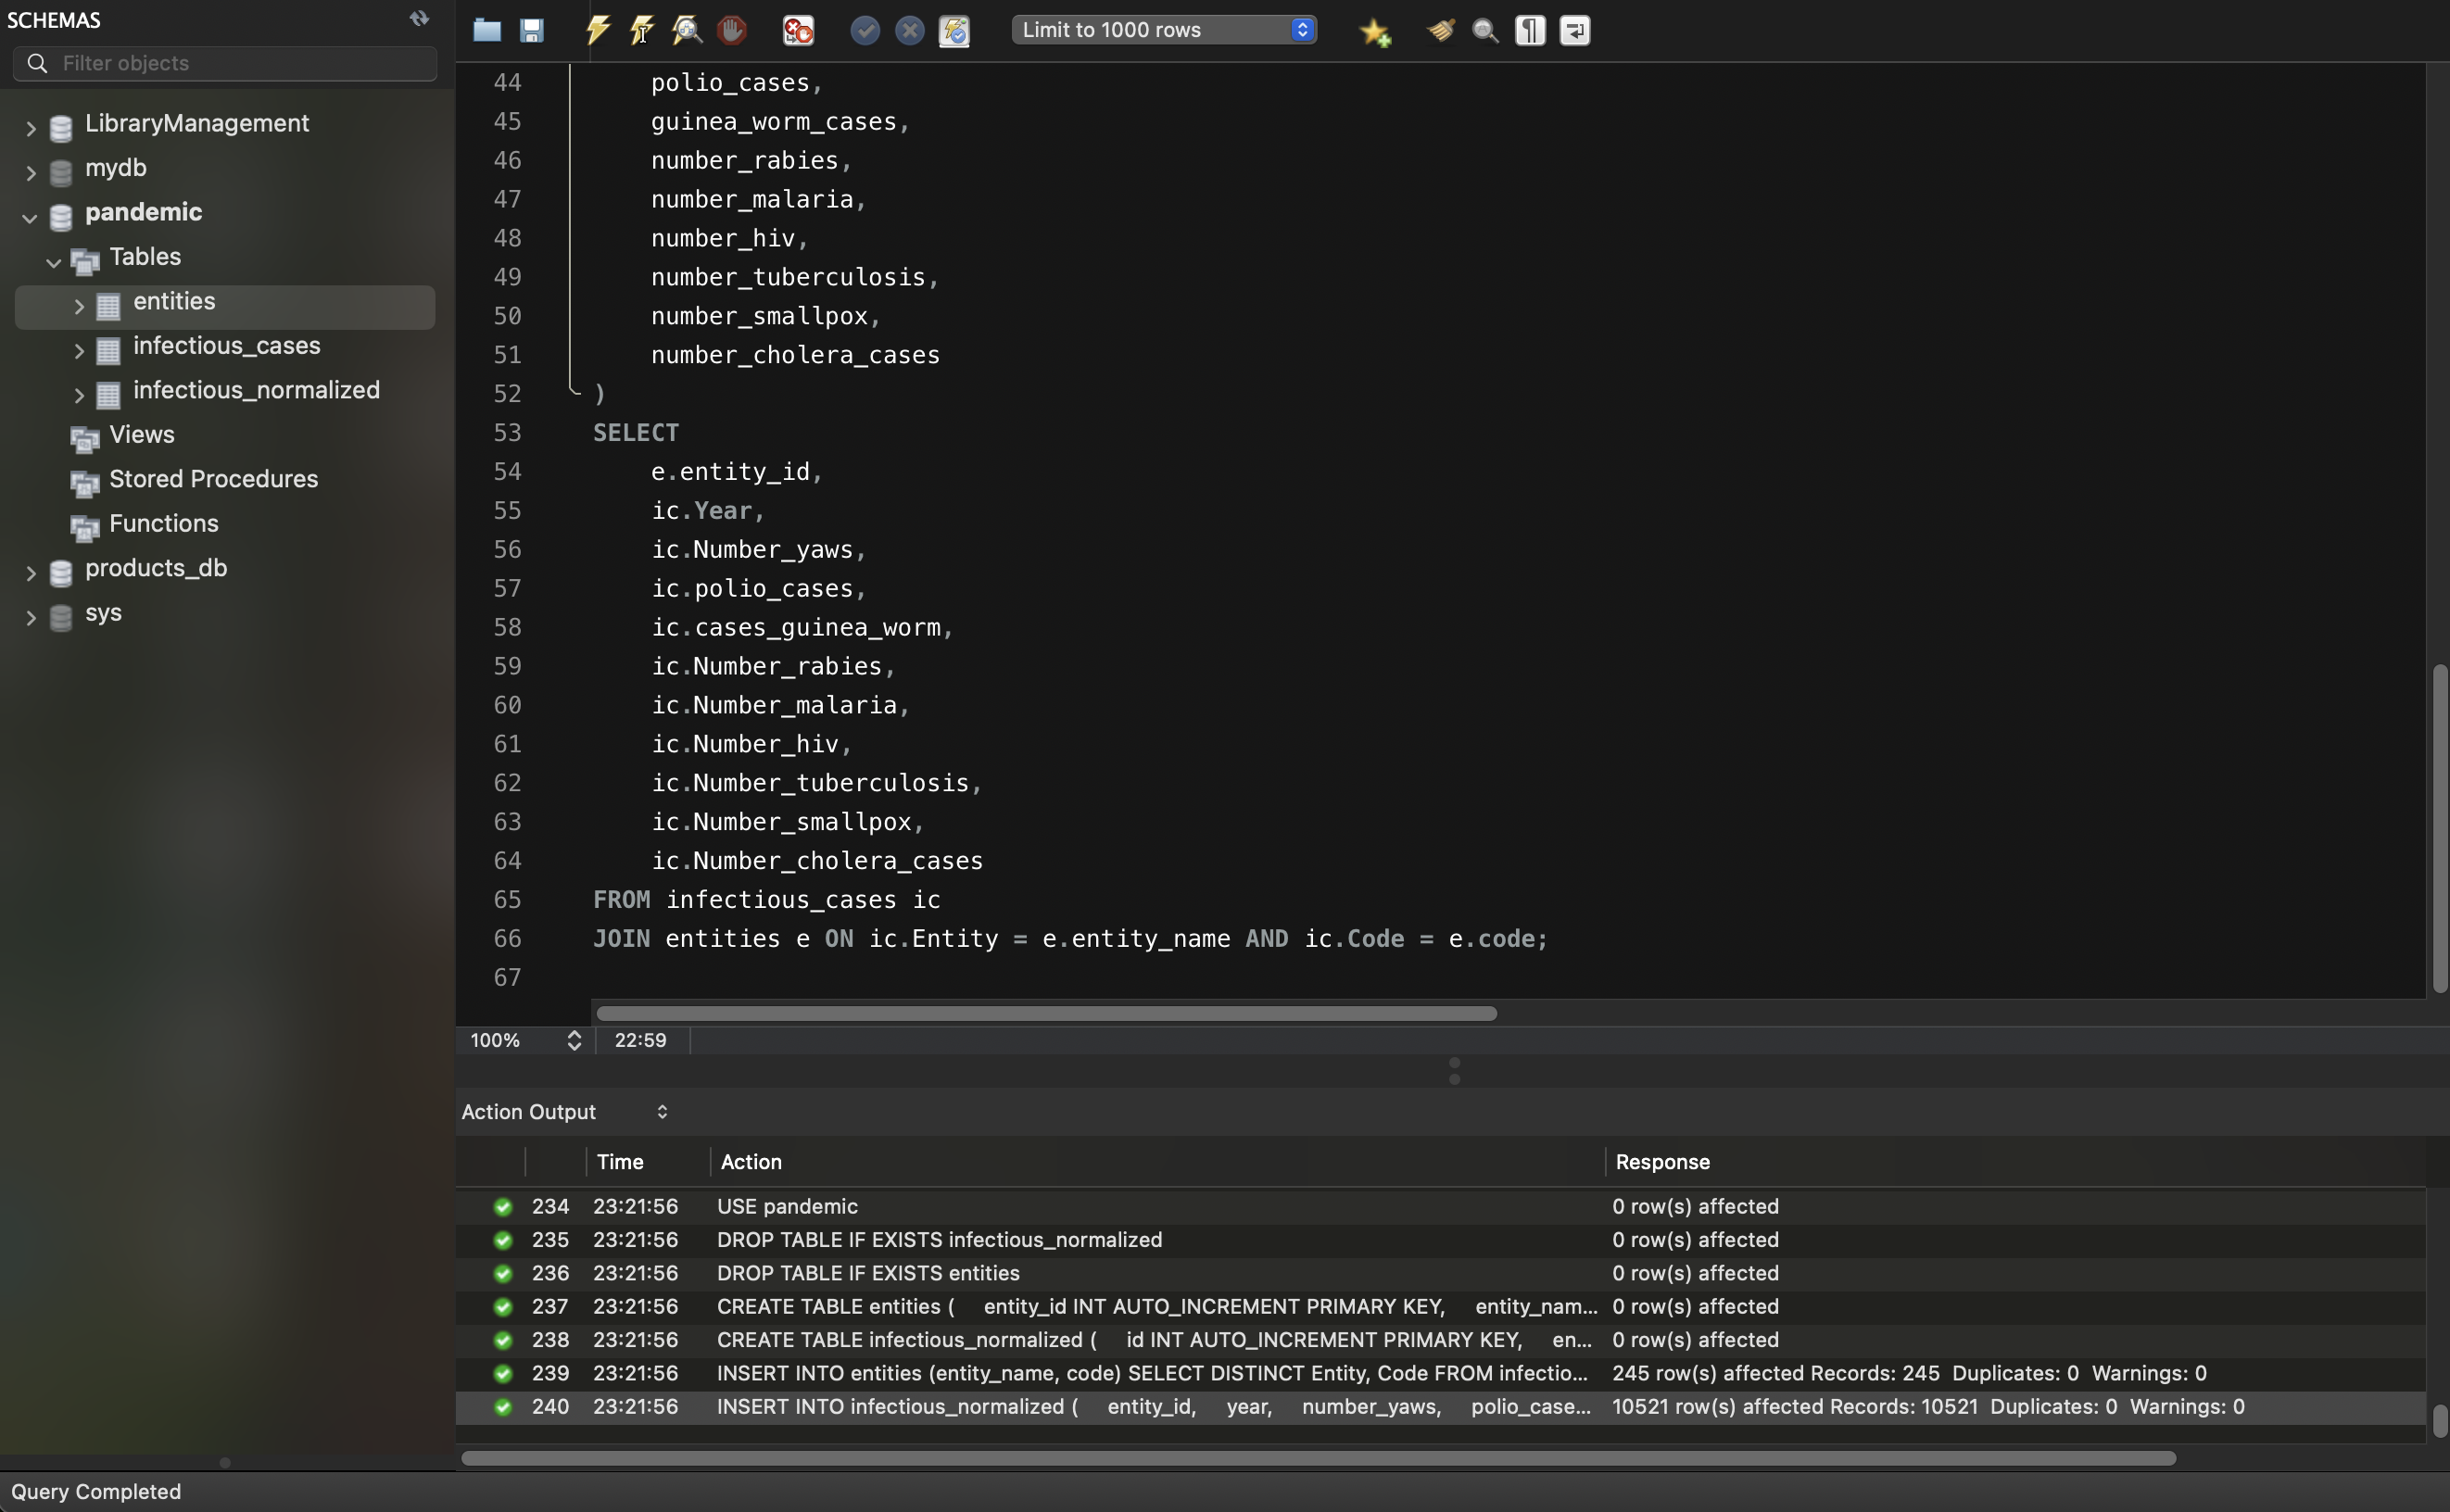 SCHEMAS
Filter objects
LibraryManagement
mydb
pandemic
Tables
entities
infectious_cases
infectious_normalized
Views
Stored Procedures
Functions
products_db
sys
Limit to 1000 rows
44 polio_cases,
45 guinea_worm_cases,
46 number_rabies,
47 number_malaria,
48 number_hiv,
49 number_tuberculosis,
50 number_smallpox,
51 number_cholera_cases
52 )
53 SELECT
54 e.entity_id,
55 ic.Year,
56 ic.Number_yaws,
57 ic.polio_cases,
58 ic.cases_guinea_worm,
59 ic.Number_rabies,
60 ic.Number_malaria,
61 ic.Number_hiv,
62 ic.Number_tuberculosis,
63 ic.Number_smallpox,
64 ic.Number_cholera_cases
65 FROM infectious_cases ic
66 JOIN entities e ON ic.Entity = e.entity_name AND ic.Code = e.code;
67
100% 22:59
Action Output
Time Action Response
234 23:21:56 USE pandemic 0 row(s) affected
235 23:21:56 DROP TABLE IF EXISTS infectious_normalized 0 row(s) affected
236 23:21:56 DROP TABLE IF EXISTS entities 0 row(s) affected
237 23:21:56 CREATE TABLE entities ( entity_id INT AUTO_INCREMENT PRIMARY KEY, entity_nam... 0 row(s) affected
238 23:21:56 CREATE TABLE infectious_normalized ( id INT AUTO_INCREMENT PRIMARY KEY, en... 0 row(s) affected
239 23:21:56 INSERT INTO entities (entity_name, code) SELECT DISTINCT Entity, Code FROM infectio... 245 row(s) affected Records: 245 Duplicates: 0 Warnings: 0
240 23:21:56 INSERT INTO infectious_normalized ( entity_id, year, number_yaws, polio_case... 10521 row(s) affected Records: 10521 Duplicates: 0 Warnings: 0
Query Completed